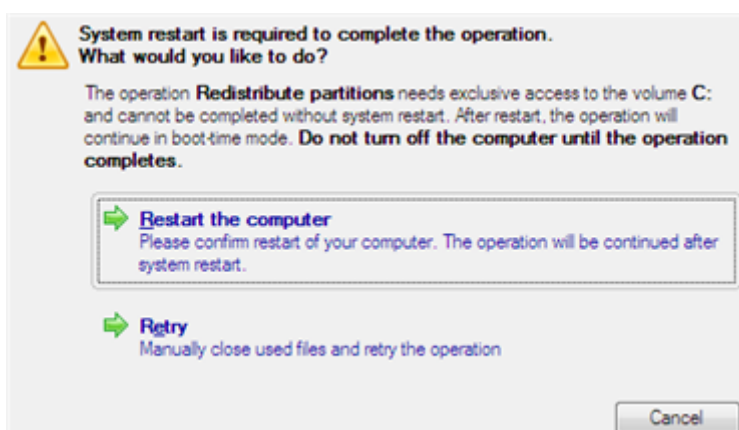 System restart is required to complete the operation.
What would you like to do?
The operation Redistribute partitions needs exclusive access to the volume C:
and cannot be completed without system restart. After restart, the operation will
continue in boot-time mode. Do not turn off the computer until the operation
completes.
Restart the computer
Please confirm restart of your computer. The operation will be continued after
system restart.
Retry
Manually close used files and retry the operation
Cancel